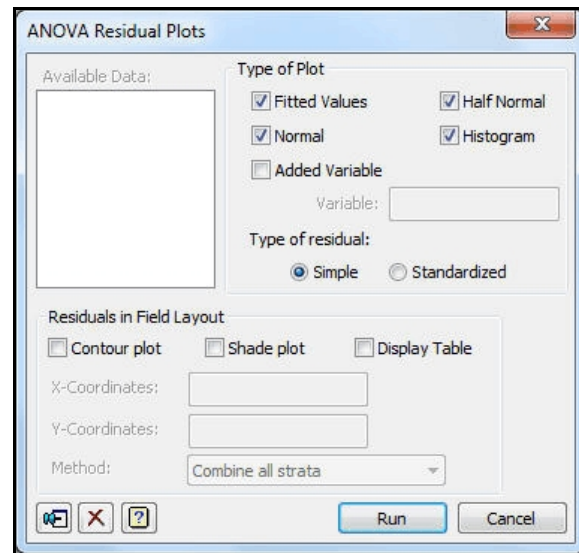 ANOVA Residual Plots
Available Data:
Type of Plot
Fitted Values
Half Normal
Normal
Histogram
Added Variable
Variable:
Type of residual:
Simple
Standardized
Residuals in Field Layout
Contour plot
Shade plot
Display Table
X-Coordinates:
Y-Coordinates:
Method:
Combine all strata
Run
Cancel